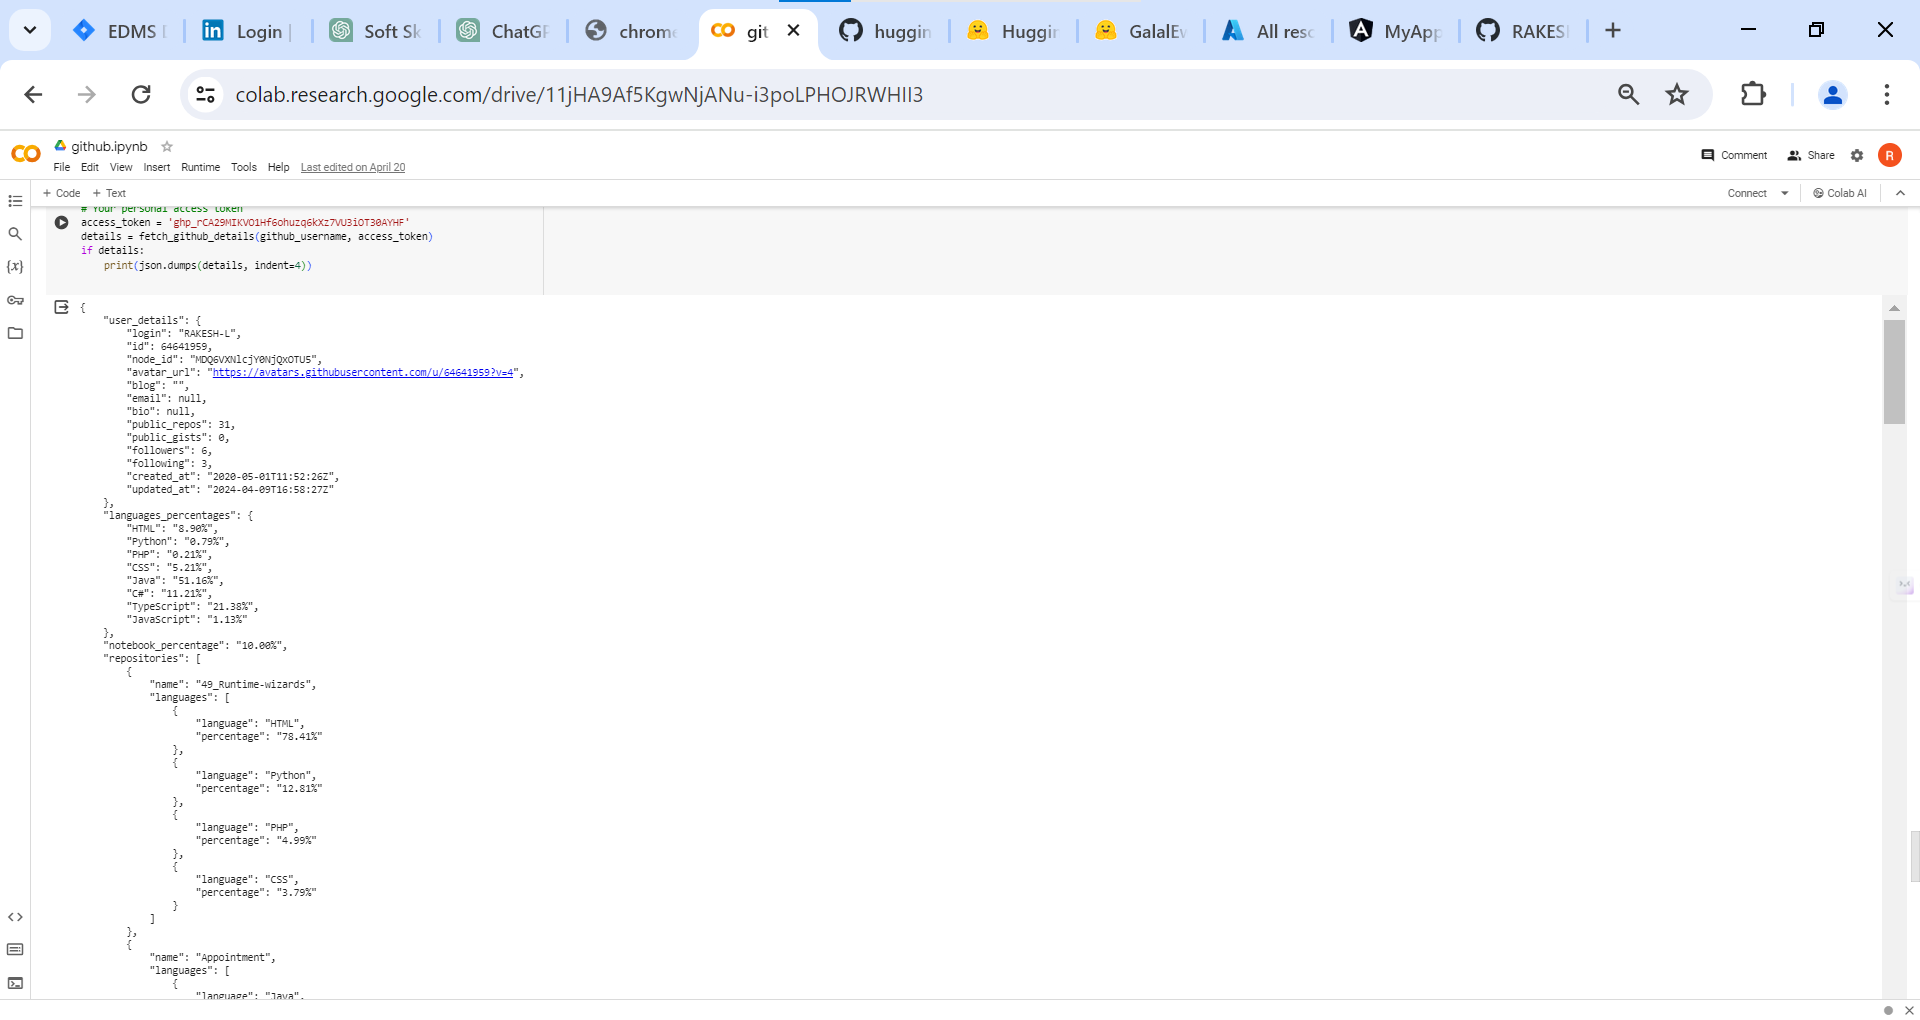 EDMS
Login
Soft Sk
ChatGP
chrome
git
huggin
Huggin
GalalEw
All reso
MyApp
RAKESH
colab.research.google.com/drive/11jHA9Af5KgwNjANu-i3poLPHOJRWHII3
github.ipynb
File Edit View Insert Runtime Tools Help Last edited on April 20
Comment Share R
+ Code + Text
Connect Colab AI
# Your personal access token
access_token = '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'
details = fetch_github_details(github_username, access_token)
if details:
print(json.dumps(details, indent=4))
{
"user_details": {
"login": "RAKESH-L",
"id": 64641959,
"node_id": "MDQ6VXNlcjY0NjQxOTU5",
"avatar_url": "https://avatars.githubusercontent.com/u/64641959?v=4",
"blog": "",
"email": null,
"bio": null,
"public_repos": 31,
"public_gists": 0,
"followers": 6,
"following": 3,
"created_at": "2020-05-01T11:52:26Z",
"updated_at": "2024-04-09T16:58:27Z"
},
"languages_percentages": {
"HTML": "8.90%",
"Python": "0.79%",
"PHP": "0.21%",
"CSS": "5.21%",
"Java": "51.16%",
"C#": "11.21%",
"TypeScript": "21.38%",
"JavaScript": "1.13%"
},
"notebook_percentage": "10.00%",
"repositories": [
{
"name": "49_Runtime-wizards",
"languages": [
{
"language": "HTML",
"percentage": "78.41%"
},
{
"language": "Python",
"percentage": "12.81%"
},
{
"language": "PHP",
"percentage": "4.99%"
},
{
"language": "CSS",
"percentage": "3.79%"
}
]
},
{
"name": "Appointment",
"languages": [
{
"language": "Java",